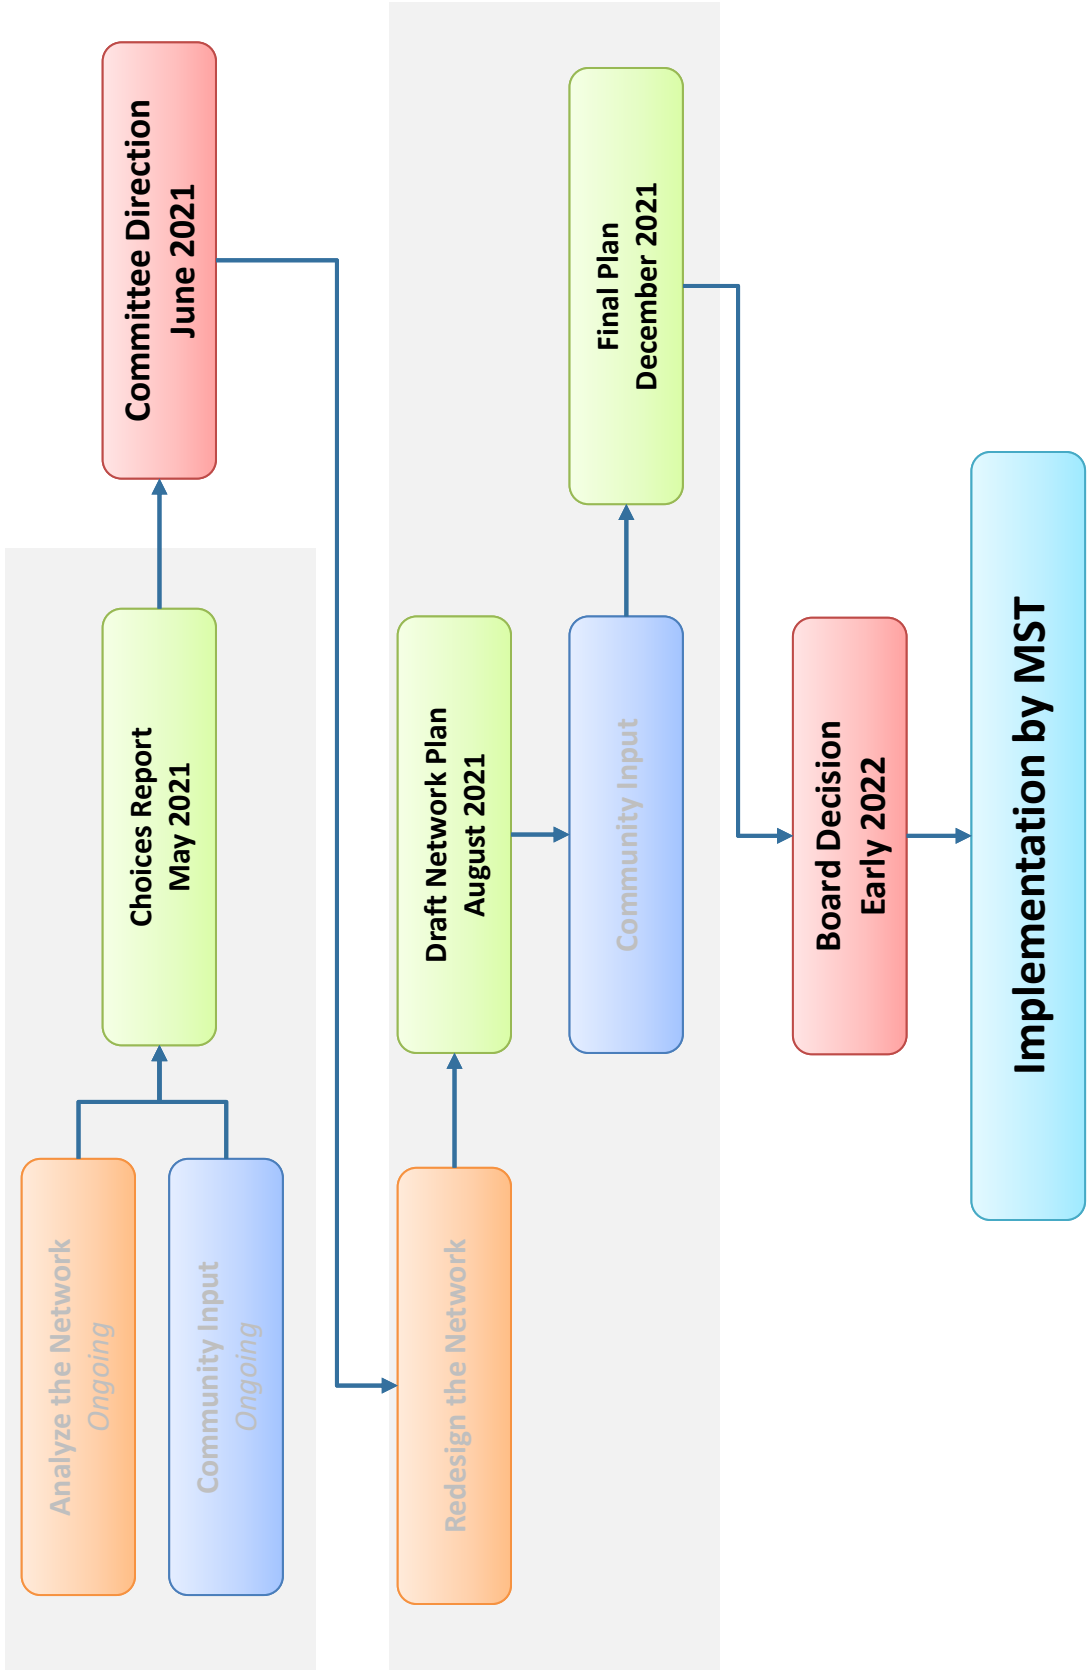 Analyze the Network
Ongoing
Community Input
Ongoing
Choices Report
May 2021
Committee Direction
June 2021
Redesign the Network
Draft Network Plan
August 2021
Community Input
Final Plan
December 2021
Board Decision
Early 2022
Implementation by MST